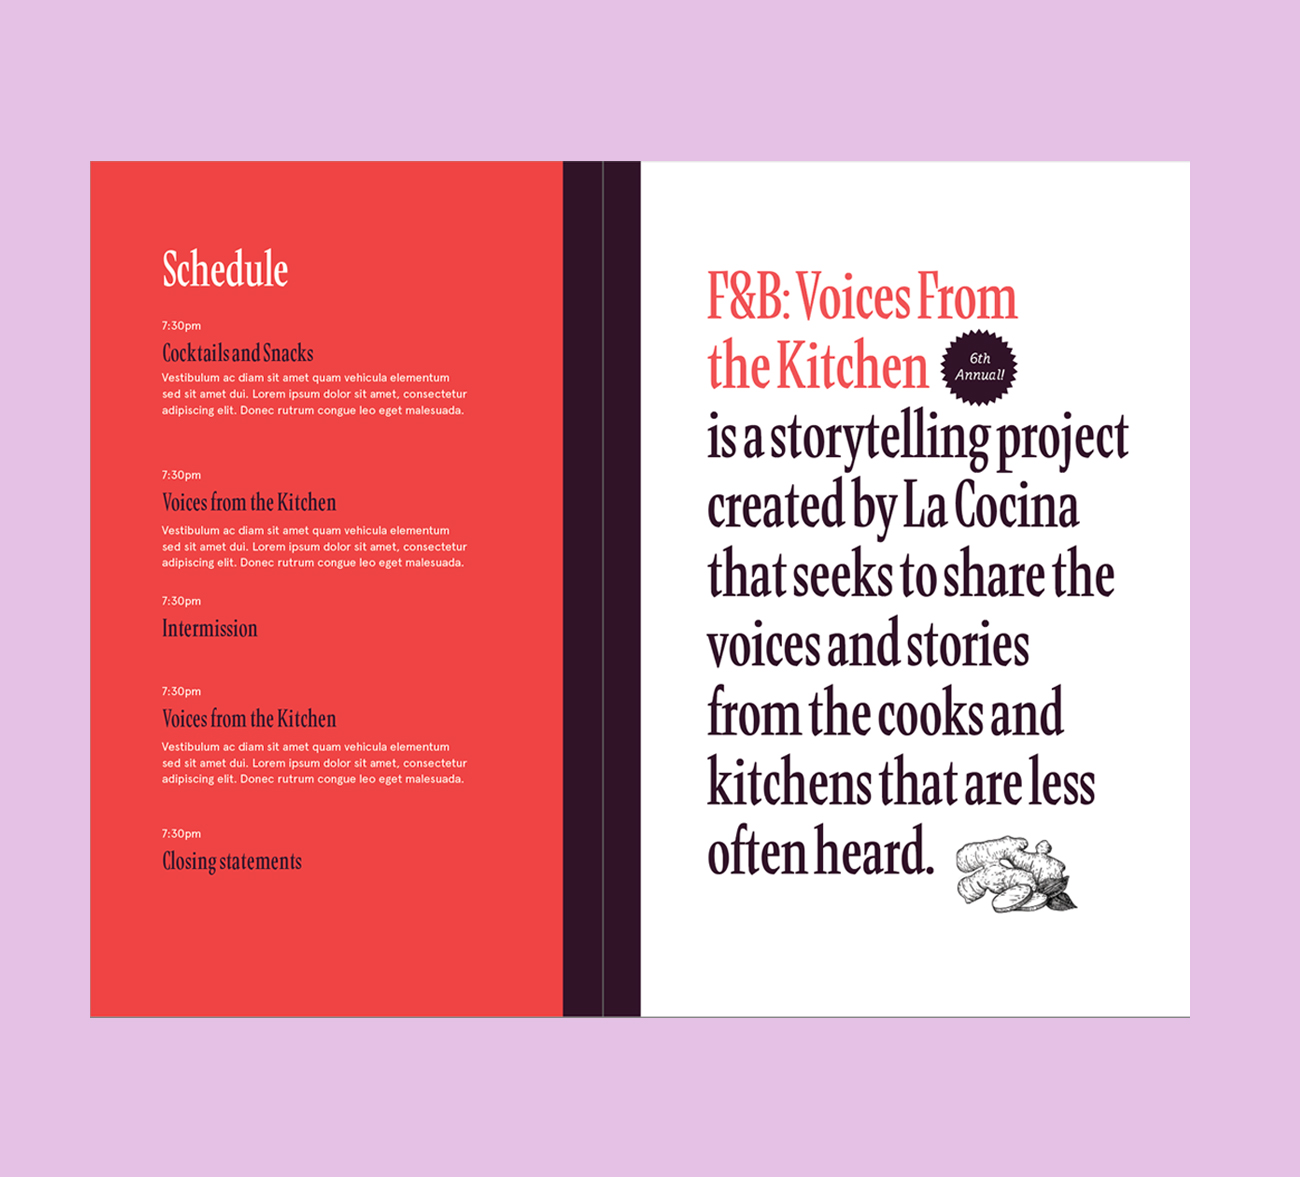 Schedule
7:30pm
Cocktails and Snacks
Vestibulum ac diam sit amet quam vehicula elementum
sed sit amet dui. Lorem ipsum dolor sit amet, consectetur
adipiscing elit. Donec rutrum congue leo eget malesuada.
7:30pm
Voices from the Kitchen
Vestibulum ac diam sit amet quam vehicula elementum
sed sit amet dui. Lorem ipsum dolor sit amet, consectetur
adipiscing elit. Donec rutrum congue leo eget malesuada.
7:30pm
Intermission
7:30pm
Voices from the Kitchen
Vestibulum ac diam sit amet quam vehicula elementum
sed sit amet dui. Lorem ipsum dolor sit amet, consectetur
adipiscing elit. Donec rutrum congue leo eget malesuada.
7:30pm
Closing statements
F&B: Voices From
the Kitchen
6th
Annual!
is a storytelling project
created by La Cocina
that seeks to share the
voices and stories
from the cooks and
kitchens that are less
often heard.